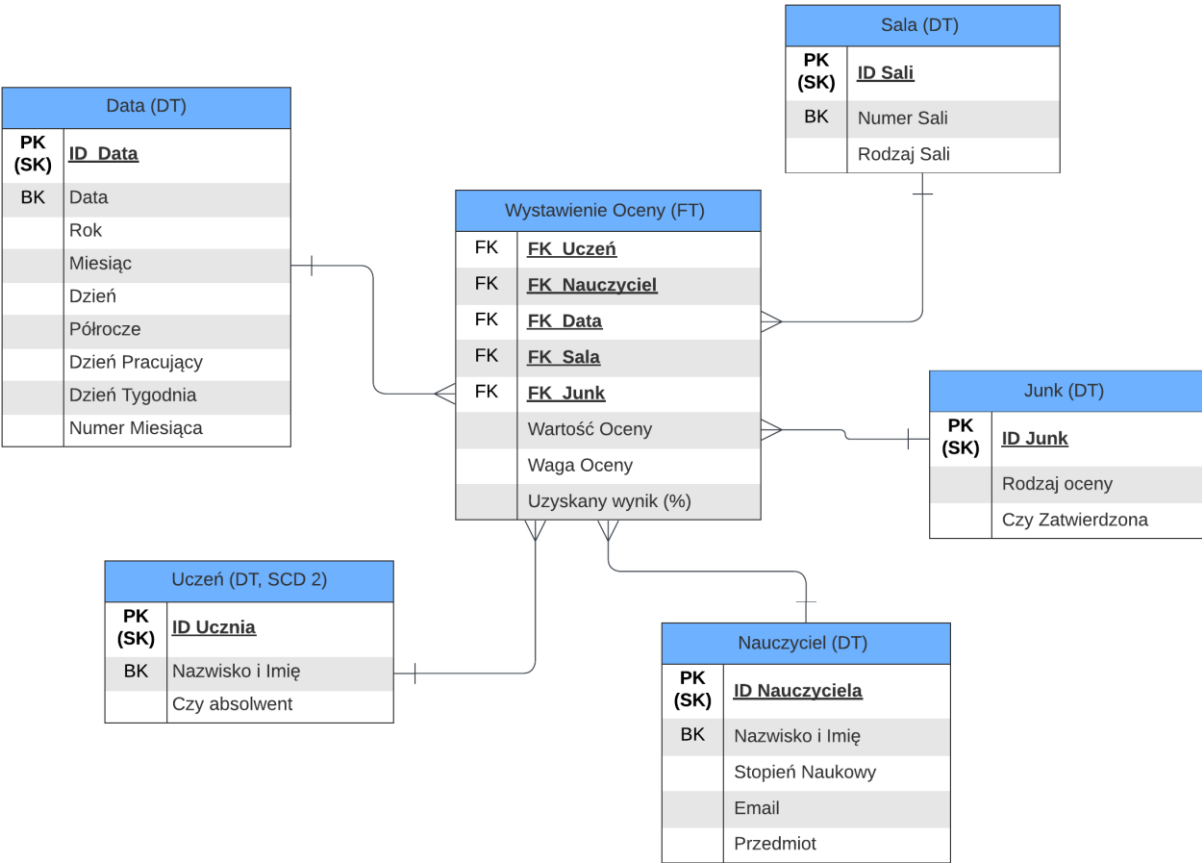 Sala (DT)
PK (SK) ID Sali
BK Numer Sali
Rodzaj Sali
Data (DT)
PK (SK) ID_Data
BK Data
Rok
Miesiąc
Dzień
Półrocze
Dzień Pracujący
Dzień Tygodnia
Numer Miesiąca
Wystawienie Oceny (FT)
FK FK_Uczeń
FK FK_Nauczyciel
FK FK_Data
FK FK_Sala
FK FK_Junk
Wartość Oceny
Waga Oceny
Uzyskany wynik (%)
Junk (DT)
PK (SK) ID Junk
Rodzaj oceny
Czy Zatwierdzona
Uczeń (DT, SCD 2)
PK (SK) ID Ucznia
BK Nazwisko i Imię
Czy absolwent
Nauczyciel (DT)
PK (SK) ID Nauczyciela
BK Nazwisko i Imię
Stopień Naukowy
Email
Przedmiot